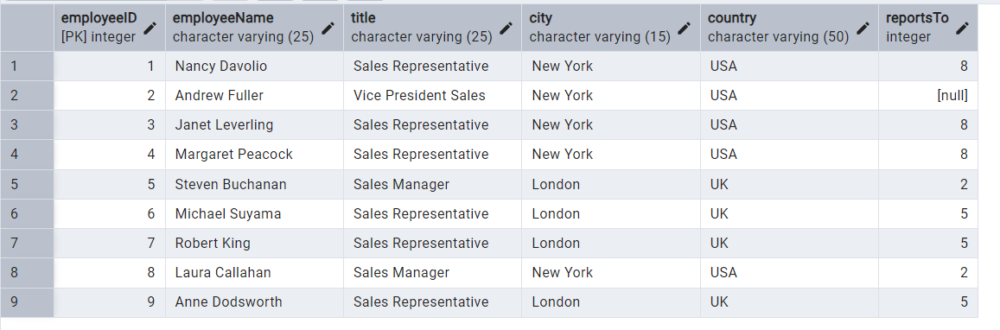 employeeID employeeName title city country reportsTo
[PK] integer character varying (25) character varying (25) character varying (15) character varying (50) integer
1 1 Nancy Davolio Sales Representative New York USA 8
2 2 Andrew Fuller Vice President Sales New York USA [null]
3 3 Janet Leverling Sales Representative New York USA 8
4 4 Margaret Peacock Sales Representative New York USA 8
5 5 Steven Buchanan Sales Manager London UK 2
6 6 Michael Suyama Sales Representative London UK 5
7 7 Robert King Sales Representative London UK 5
8 8 Laura Callahan Sales Manager New York USA 2
9 9 Anne Dodsworth Sales Representative London UK 5